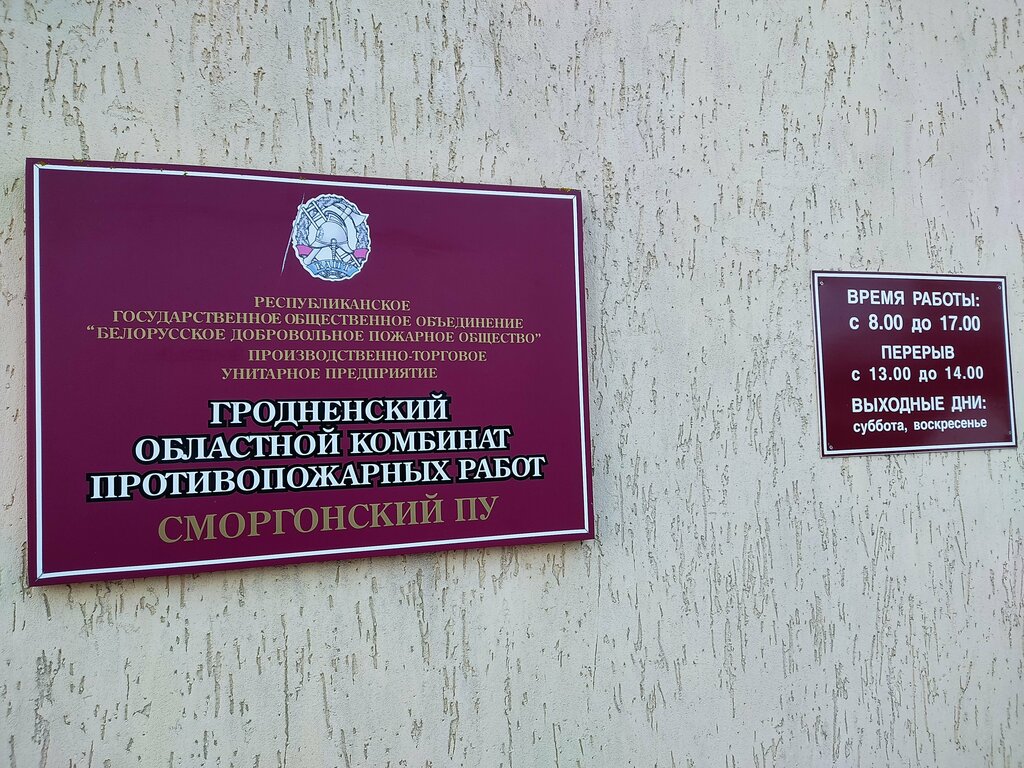 РЕСПУБЛИКАНСКОЕ
ГОСУДАРСТВЕННОЕ ОБЩЕСТВЕННОЕ ОБЪЕДИНЕНИЕ
“БЕЛОРУССКОЕ ДОБРОВОЛЬНОЕ ПОЖАРНОЕ ОБЩЕСТВО”
ПРОИЗВОДСТВЕННО-ТОРГОВОЕ
УНИТАРНОЕ ПРЕДПРИЯТИЕ
ГРОДНЕНСКИЙ
ОБЛАСТНОЙ КОМБИНАТ
ПРОТИВОПОЖАРНЫХ РАБОТ
СМОРГОНСКИЙ ПУ
ВРЕМЯ РАБОТЫ:
с 8.00 до 17.00
ПЕРЕРЫВ
с 13.00 до 14.00
ВЫХОДНЫЕ ДНИ:
суббота, воскресенье